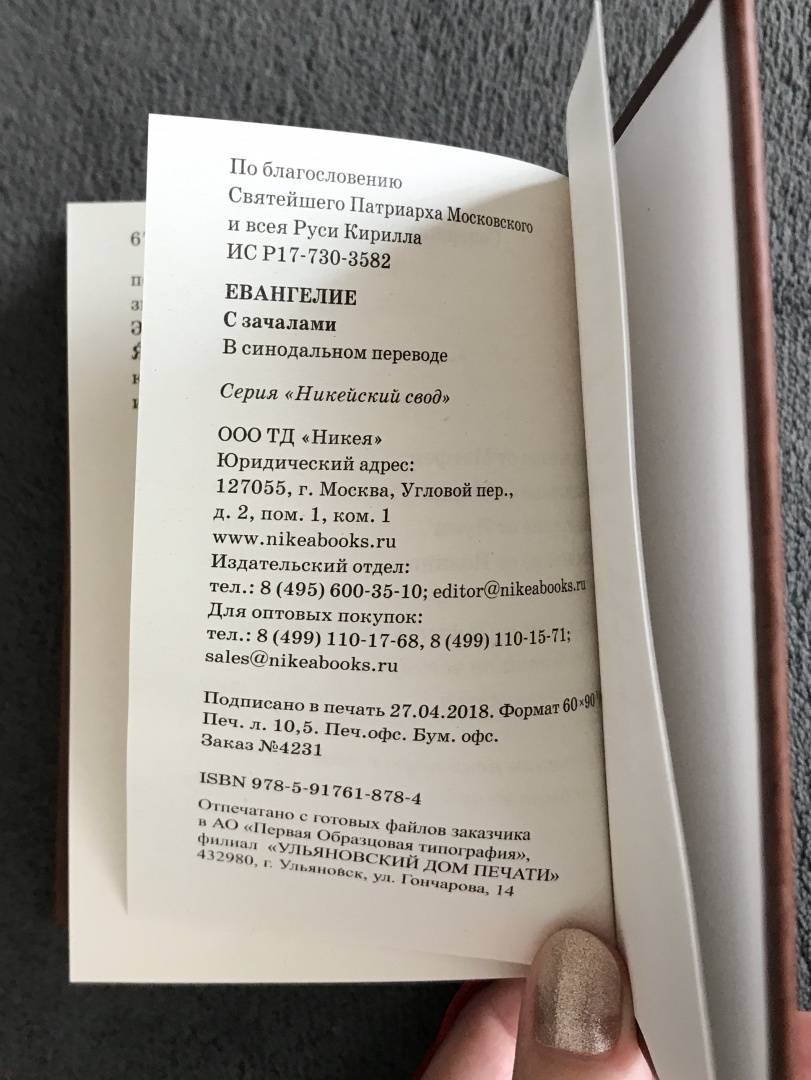 По благословению
Святейшего Патриарха Московского
и всея Руси Кирилла
ИС Р17-730-3582
ЕВАНГЕЛИЕ
С зачалами
В синодальном переводе
Серия «Никейский свод»
ООО ТД «Никея»
Юридический адрес:
127055, г. Москва, Угловой пер.,
д. 2, пом. 1, ком. 1
www.nikeabooks.ru
Издательский отдел:
тел.: 8 (495) 600-35-10; editor@nikeabooks.ru
Для оптовых покупок:
тел.: 8 (499) 110-17-68, 8 (499) 110-15-71;
sales@nikeabooks.ru
Подписано в печать 27.04.2018. Формат 60×90
Печ. л. 10,5. Печ.офс. Бум. офс.
Заказ №4231
ISBN 978-5-91761-878-4
Отпечатано с готовых файлов заказчика
в АО «Первая Образцовая типография»,
филиал «УЛЬЯНОВСКИЙ ДОМ ПЕЧАТИ»
432980, г. Ульяновск, ул. Гончарова, 14